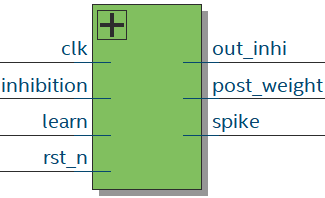 clk
out_inhi
inhibition
post_weight
learn
spike
rst_n